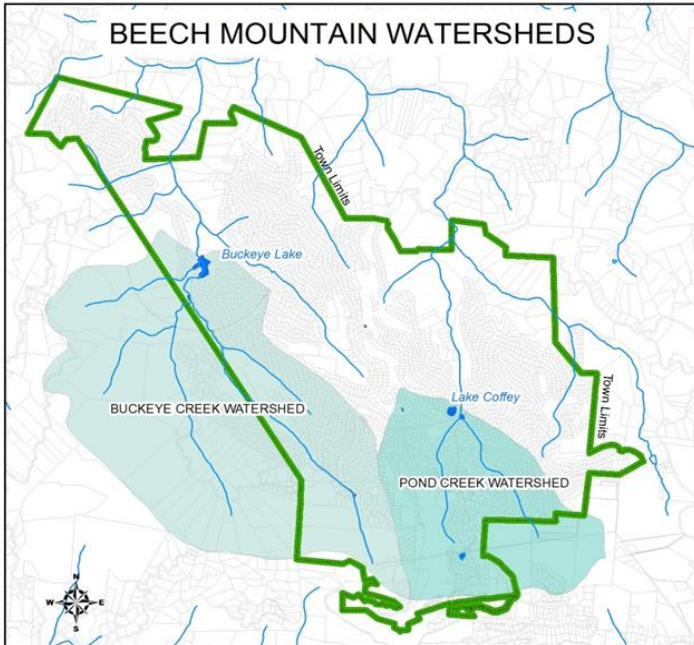 BEECH MOUNTAIN WATERSHEDS
Town Limits
Buckeye Lake
Town Limits
Lake Coffey
BUCKEYE CREEK WATERSHED
POND CREEK WATERSHED
N
W E
S